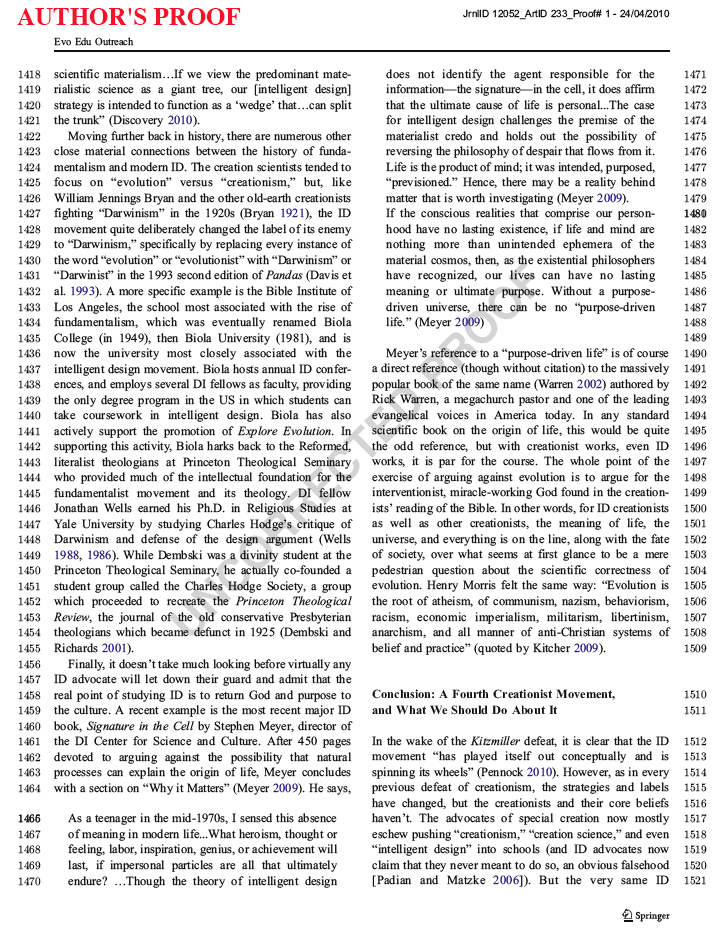 AUTHOR'S PROOF
JrnlID 12052_ArtID 233_Proof# 1 - 24/04/2010
Evo Edu Outreach
1418 scientific materialism…If we view the predominant mate-
1419 rialistic science as a giant tree, our [intelligent design]
1420 strategy is intended to function as a ‘wedge’ that…can split
1421 the trunk” (Discovery 2010).
1422 Moving further back in history, there are numerous other
1423 close material connections between the history of funda-
1424 mentalism and modern ID. The creation scientists tended to
1425 focus on “evolution” versus “creationism,” but, like
1426 William Jennings Bryan and the other old-earth creationists
1427 fighting “Darwinism” in the 1920s (Bryan 1921), the ID
1428 movement quite deliberately changed the label of its enemy
1429 to “Darwinism,” specifically by replacing every instance of
1430 the word “evolution” or “evolutionist” with “Darwinism” or
1431 “Darwinist” in the 1993 second edition of Pandas (Davis et
1432 al. 1993). A more specific example is the Bible Institute of
1433 Los Angeles, the school most associated with the rise of
1434 fundamentalism, which was eventually renamed Biola
1435 College (in 1949), then Biola University (1981), and is
1436 now the university most closely associated with the
1437 intelligent design movement. Biola hosts annual ID confer-
1438 ences, and employs several DI fellows as faculty, providing
1439 the only degree program in the US in which students can
1440 take coursework in intelligent design. Biola has also
1441 actively support the promotion of Explore Evolution. In
1442 supporting this activity, Biola harks back to the Reformed,
1443 literalist theologians at Princeton Theological Seminary
1444 who provided much of the intellectual foundation of the
1445 fundamentalist movement and its theology. DI fellow
1446 Jonathan Wells earned his Ph.D. in Religious Studies at
1447 Yale University by studying Charles Hodge’s critique of
1448 Darwinism and defense of the design argument (Wells
1449 1988, 1986). While Dembski was a divinity student at the
1450 Princeton Theological Seminary, he actually co-founded a
1451 student group called the Charles Hodge Society, a group
1452 which proceeded to recreate the Princeton Theological
1453 Review, the journal of the old conservative Presbyterian
1454 theologians which became defunct in 1925 (Dembski and
1455 Richards 2001).
1456 Finally, it doesn’t take much looking before virtually any
1457 ID advocate will let down their guard and admit that the
1458 real point of studying ID is to return God and purpose to
1459 the culture. A recent example is the most recent major ID
1460 book, Signature in the Cell by Stephen Meyer, director of
1461 the DI Center for Science and Culture. After 450 pages
1462 devoted to arguing against the possibility that natural
1463 processes can explain the origin of life, Meyer concludes
1464 with a section on “Why it Matters” (Meyer 2009). He says,
1466 As a teenager in the mid-1970s, I sensed this absence
1467 of meaning in modern life...What heroism, thought or
1468 feeling, labor, inspiration, genius, or achievement will
1469 last, if impersonal particles are all that ultimately
1470 endure? …Though the theory of intelligent design
does not identify the agent responsible for the 1471
information—the signature—in the cell, it does affirm 1472
that the ultimate cause of life is personal...The case 1473
for intelligent design challenges the premise of the 1474
materialist credo and holds out the possibility of 1475
reversing the philosophy of despair that flows from it. 1476
Life is the product of mind; it was intended, purposed, 1477
“previsioned.” Hence, there may be a reality behind 1478
matter that is worth investigating (Meyer 2009). 1479
If the conscious realities that comprise our person- 1480
hood have no lasting existence, if life and mind are 1482
nothing more than unintended ephemera of the 1483
material cosmos, then, as the existential philosophers 1484
have recognized, our lives can have no lasting 1485
meaning or ultimate purpose. Without a purpose- 1486
driven universe, there can be no “purpose-driven 1487
life.” (Meyer 2009) 1488
1489
Meyer’s reference to a “purpose-driven life” is of course 1490
a direct reference (though without citation) to the massively 1491
popular book of the same name (Warren 2002) authored by 1492
Rick Warren, a megachurch pastor and one of the leading 1493
evangelical voices in America today. In any standard 1494
scientific book on the origin of life, this would be quite 1495
the odd reference, but with creationist works, even ID 1496
works, it is par for the course. The whole point of the 1497
exercise of arguing against evolution is to argue for the 1498
interventionist, miracle-working God found in the creation- 1499
ists’ reading of the Bible. In other words, for ID creationists 1500
as well as other creationists, the meaning of life, the 1501
universe, and everything is on the line, along with the fate 1502
of society, over what seems at first glance to be a mere 1503
pedestrian question about the scientific correctness of 1504
evolution. Henry Morris felt the same way: “Evolution is 1505
the root of atheism, of communism, nazism, behaviorism, 1506
racism, economic imperialism, militarism, libertinism, 1507
anarchism, and all manner of anti-Christian systems of 1508
belief and practice” (quoted by Kitcher 2009). 1509
Conclusion: A Fourth Creationist Movement, 1510
and What We Should Do About It 1511
In the wake of the Kitzmiller defeat, it is clear that the ID 1512
movement “has played itself out conceptually and is 1513
spinning its wheels” (Pennock 2010). However, as in every 1514
previous defeat of creationism, the strategies and labels 1515
have changed, but the creationists and their core beliefs 1516
haven’t. The advocates of special creation now mostly 1517
eschew pushing “creationism,” “creation science,” and even 1518
“intelligent design” into schools (and ID advocates now 1519
claim that they never meant to do so, an obvious falsehood 1520
[Padian and Matzke 2006]). But the very same ID 1521
UNCORRECTED PROOF
Springer